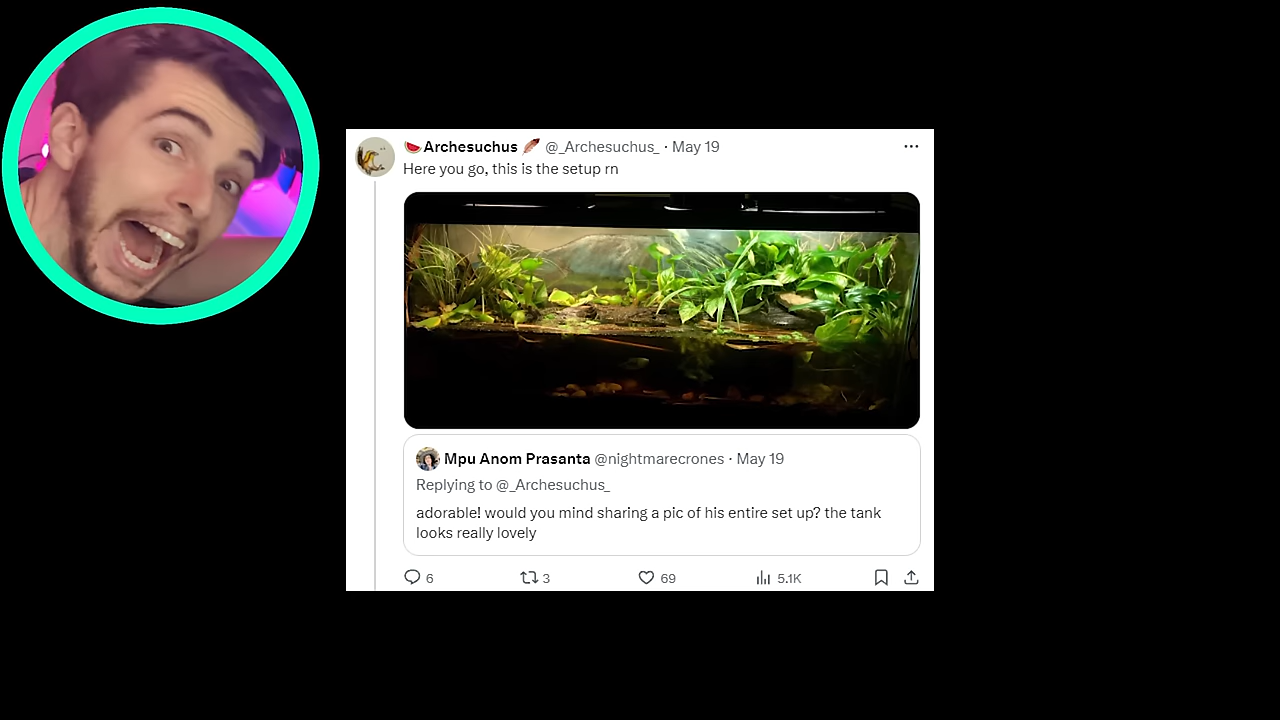 🍉Archesuchus 🪶 @_Archesuchus_ · May 19
Here you go, this is the setup rn
Mpu Anom Prasanta @nightmarecrones · May 19
Replying to @_Archesuchus_
adorable! would you mind sharing a pic of his entire set up? the tank
looks really lovely
6 3 69 5.1K